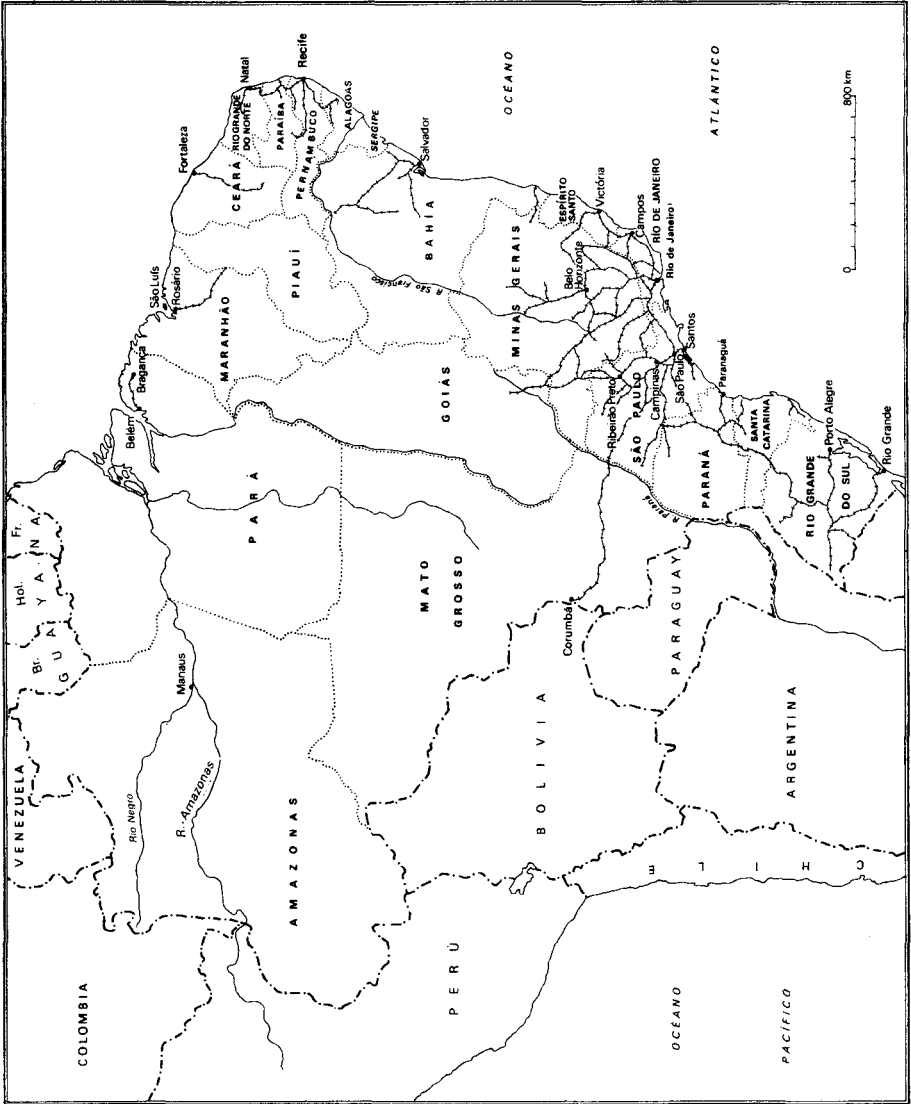 COLOMBIA
VENEZUELA
Br.
Hol.
Fr.
GUAYANA
Río Negro
R. Amazonas
Manaus
AMAZONAS
PARÁ
Belém
Bragança
São Luís
Rosário
MARANHÃO
PIAUÍ
Fortaleza
CEARÁ
RIO GRANDE
DO NORTE
Natal
PARAÍBA
Recife
PERNAMBUCO
ALAGOAS
SERGIPE
Salvador
BAHÍA
R. São Francisco
GOIÁS
MATO
GROSSO
MINAS GERAIS
Belo
Horizonte
ESPÍRITO
SANTO
Victória
Campos
RÍO DE JANEIRO
Río de Janeiro
SÃO PAULO
Ribeirão Preto
Campinas
São Paulo
Santos
R. Paraná
PARANÁ
Paranaguá
SANTA
CATARINA
RIO GRANDE
DO SUL
Porto Alegre
Rio Grande
Corumbá
PERÚ
BOLIVIA
PARAGUAY
ARGENTINA
CHILE
OCÉANO
PACÍFICO
OCÉANO
ATLÁNTICO
0
800 km